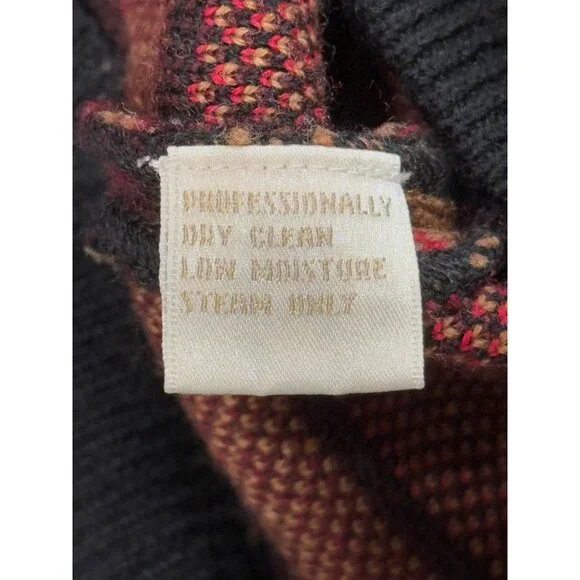 PROFESSIONALLY
DRY CLEAN
LOW MOISTURE
STEAM ONLY